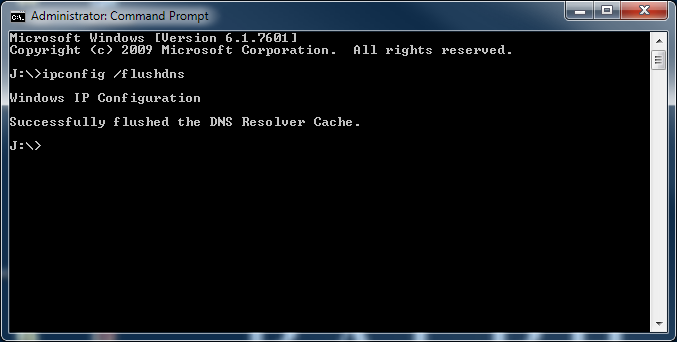 Administrator: Command Prompt
Microsoft Windows [Version 6.1.7601]
Copyright (c) 2009 Microsoft Corporation.  All rights reserved.
J:\>ipconfig /flushdns
Windows IP Configuration
Successfully flushed the DNS Resolver Cache.
J:\>